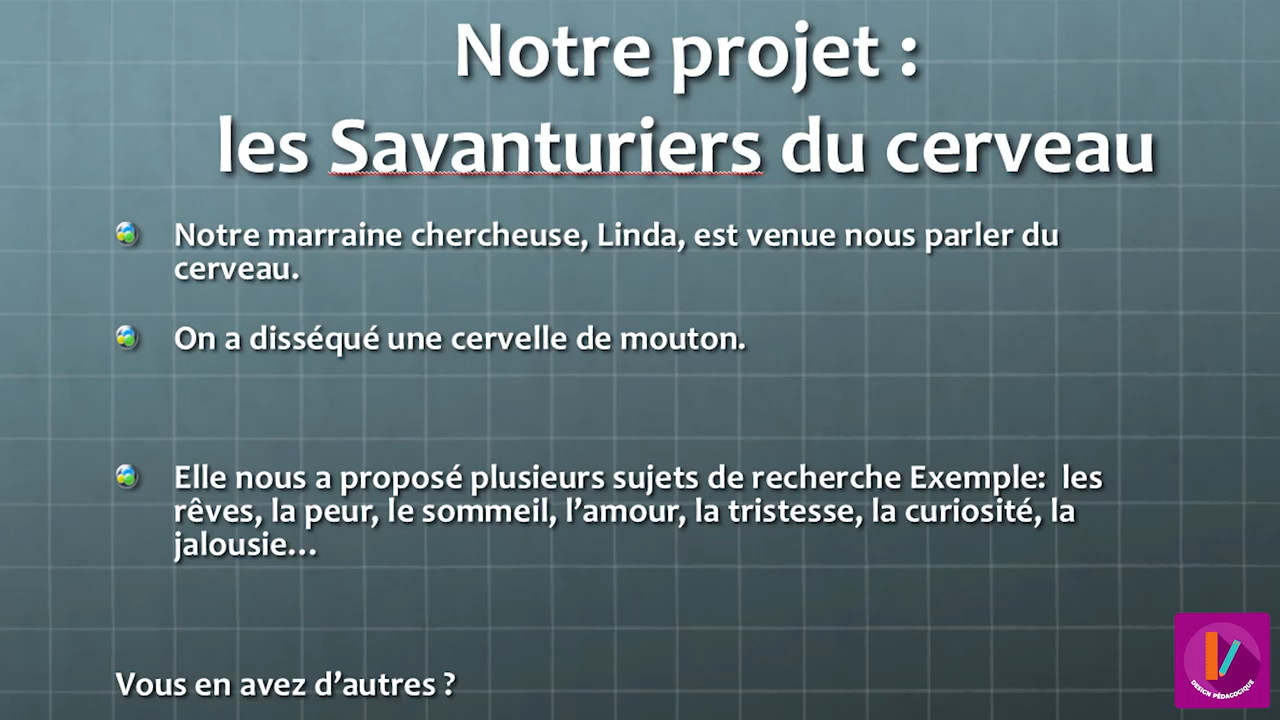 Notre projet :
les Savanturiers du cerveau
Notre marraine chercheuse, Linda, est venue nous parler du
cerveau.
On a disséqué une cervelle de mouton.
Elle nous a proposé plusieurs sujets de recherche Exemple:  les
rêves, la peur, le sommeil, l’amour, la tristesse, la curiosité, la
jalousie…
Vous en avez d’autres ?
DESIGN PÉDAGOGIQUE